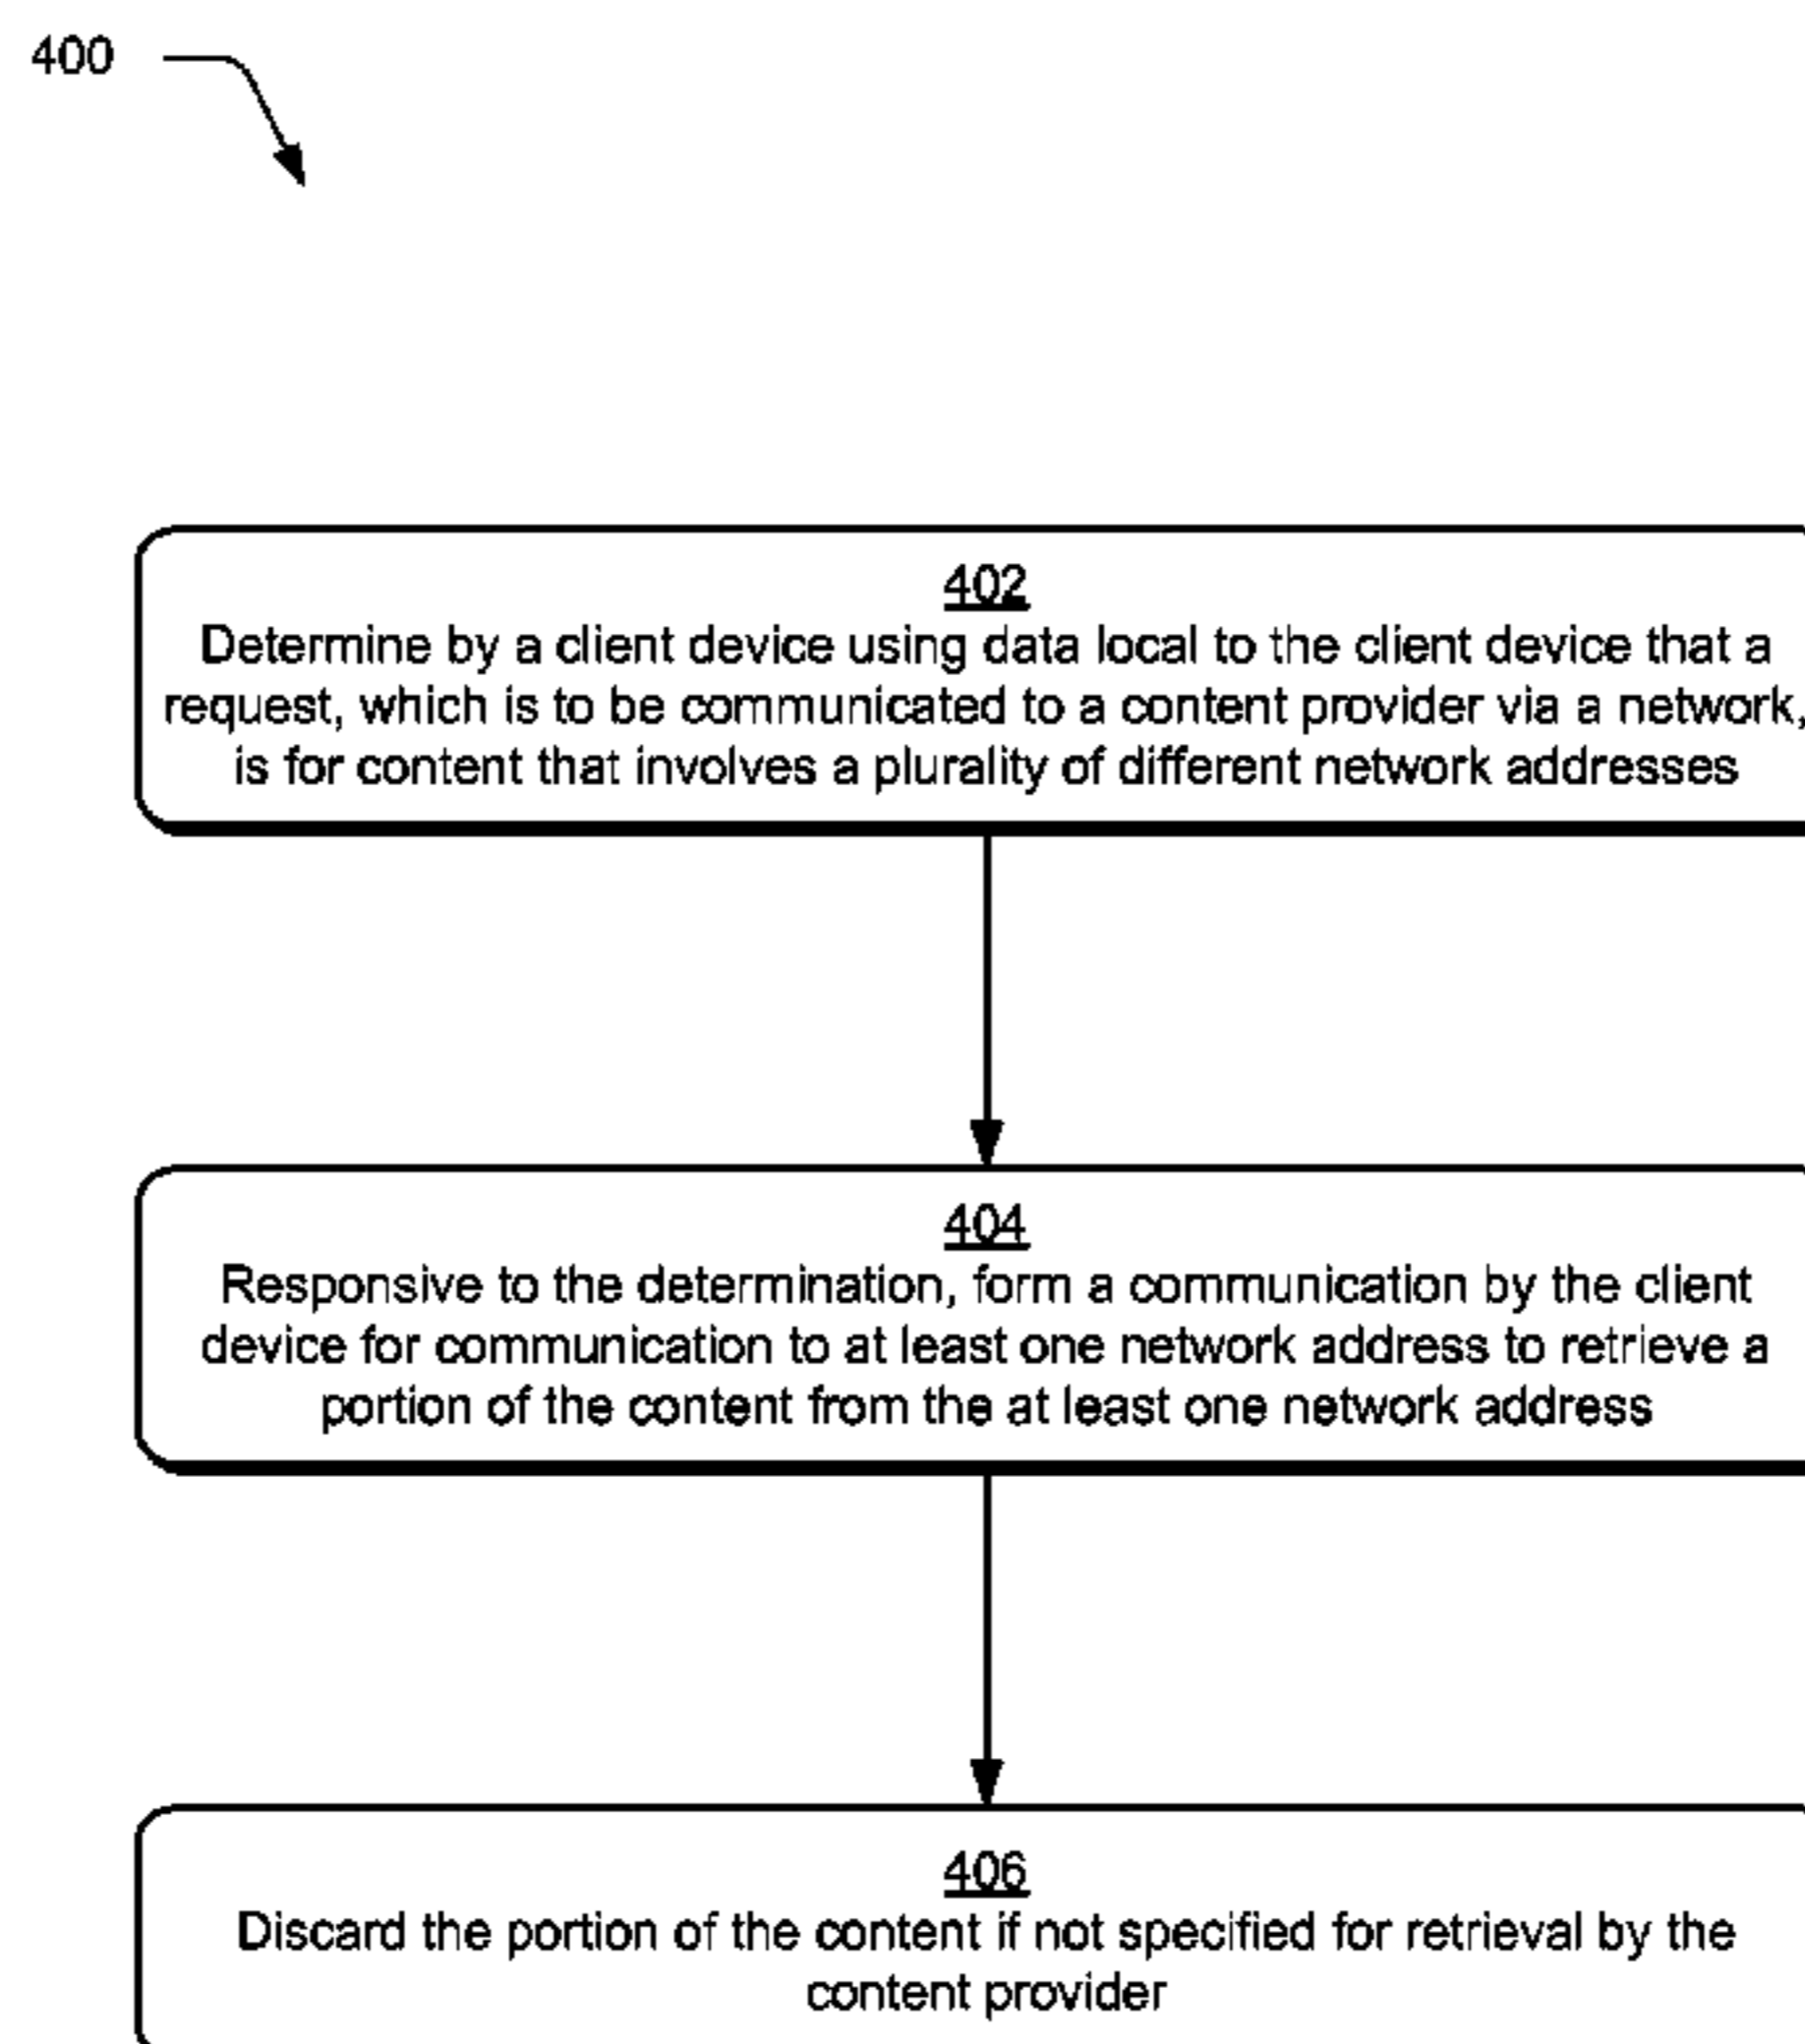 400
402
Determine by a client device using data local to the client device that a
request, which is to be communicated to a content provider via a network,
is for content that involves a plurality of different network addresses
404
Responsive to the determination, form a communication by the client
device for communication to at least one network address to retrieve a
portion of the content from the at least one network address
406
Discard the portion of the content if not specified for retrieval by the
content provider